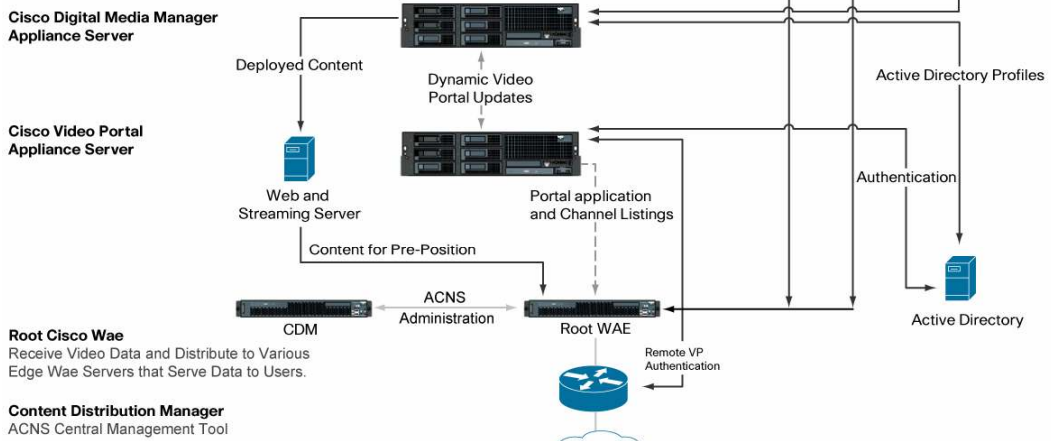 Cisco Digital Media Manager
Appliance Server
Deployed Content
Dynamic Video
Portal Updates
Active Directory Profiles
Cisco Video Portal
Appliance Server
Web and
Streaming Server
Portal application
and Channel Listings
Authentication
Content for Pre-Position
ACNS
Administration
CDM
Root WAE
Active Directory
Root Cisco Wae
Receive Video Data and Distribute to Various
Edge Wae Servers that Serve Data to Users.
Remote VP
Authentication
Content Distribution Manager
ACNS Central Management Tool